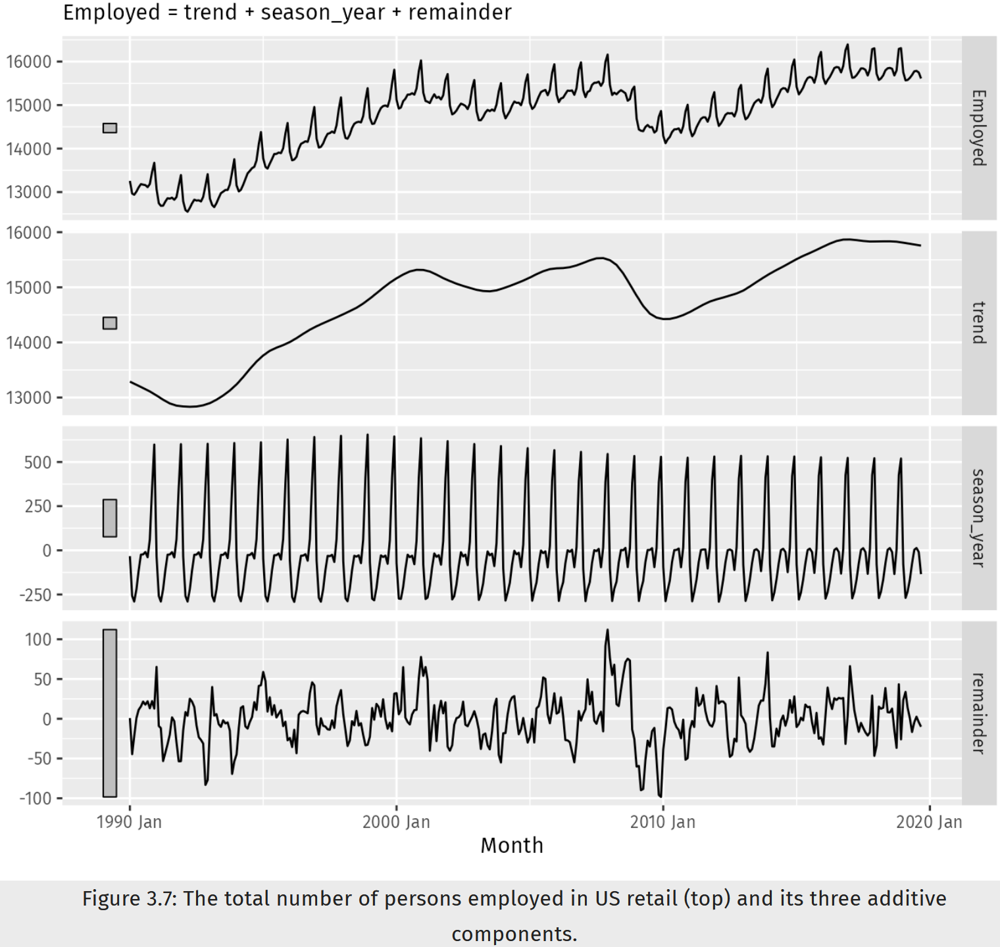 Employed = trend + season_year + remainder
16000
15000
14000
13000
Employed
16000
15000
14000
13000
trend
500
250
0
-250
season_year
100
50
0
-50
-100
remainder
1990 Jan
2000 Jan
2010 Jan
2020 Jan
Month
Figure 3.7: The total number of persons employed in US retail (top) and its three additive
components.